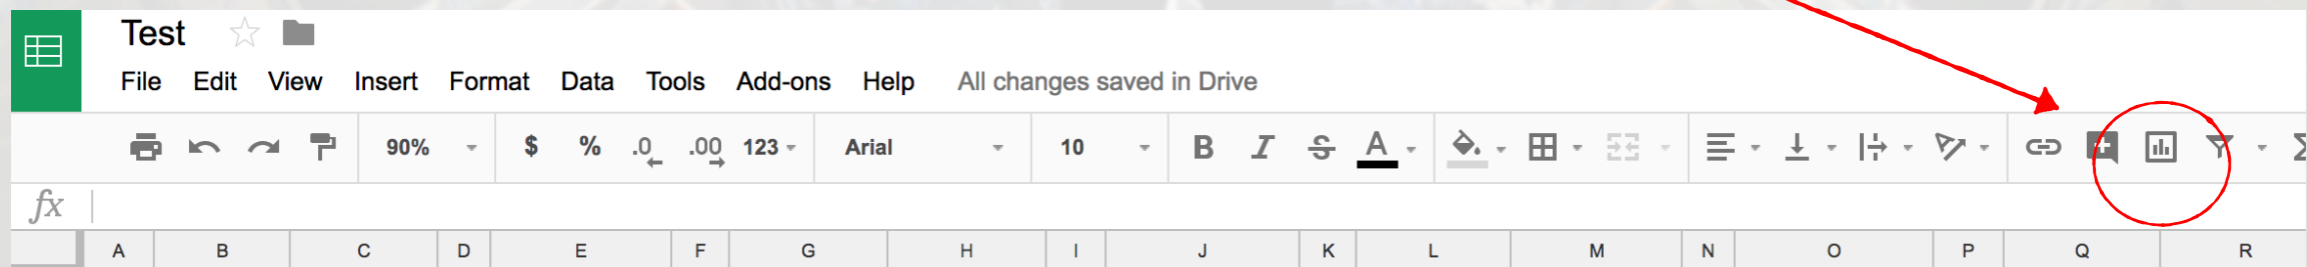 Test
File Edit View Insert Format Data Tools Add-ons Help All changes saved in Drive
90% $ % .0 .00 123 Arial 10 B I S A Σ
fx
A B C D E F G H I J K L M N O P Q R